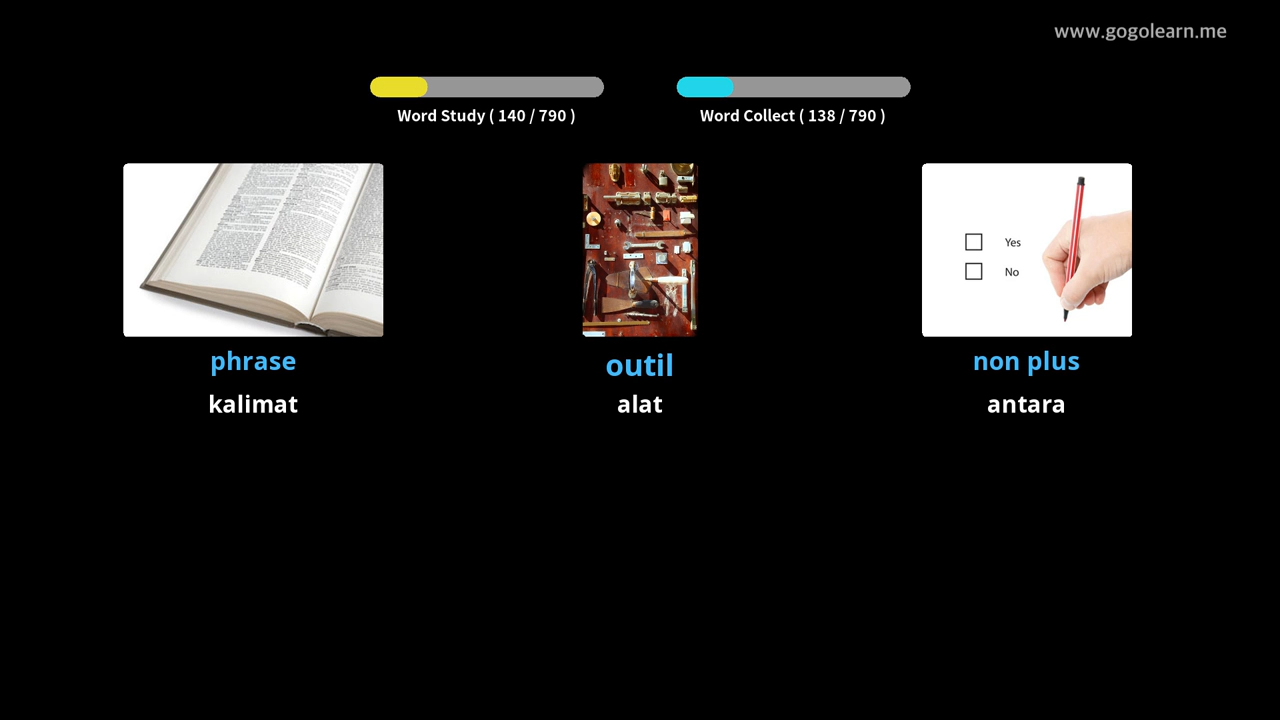 www.gogolearn.me
Word Study ( 140 / 790 )
Word Collect ( 138 / 790 )
Yes
No
phrase
outil
non plus
kalimat
alat
antara